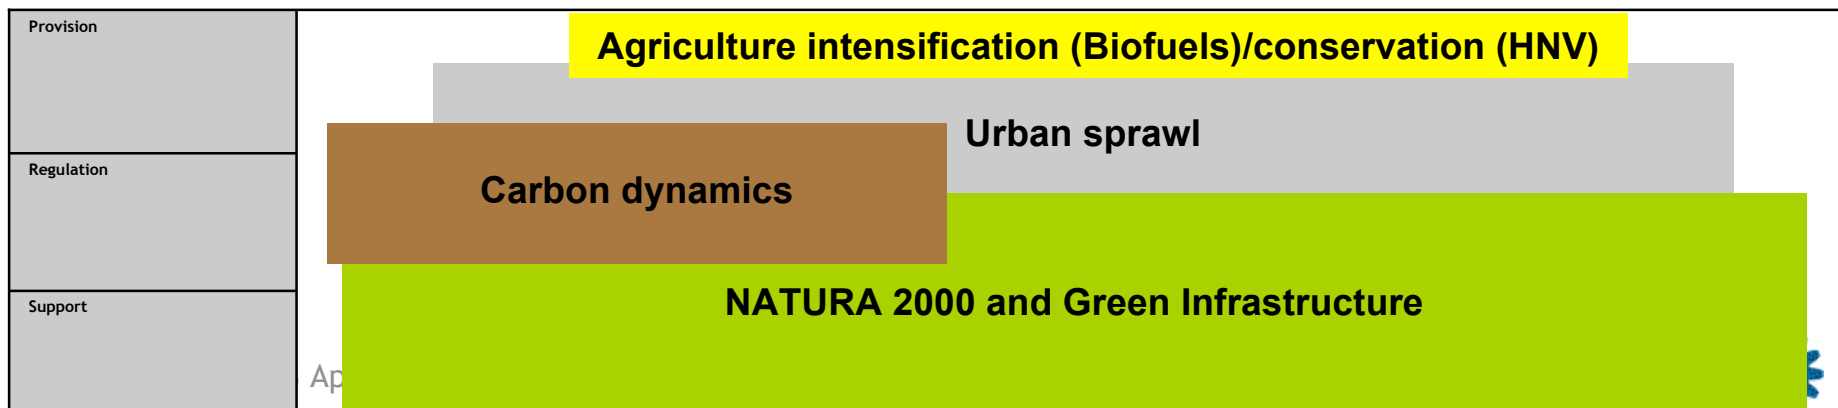 Provision
Agriculture intensification (Biofuels)/conservation (HNV)
Urban sprawl
Regulation
Carbon dynamics
Support
NATURA 2000 and Green Infrastructure